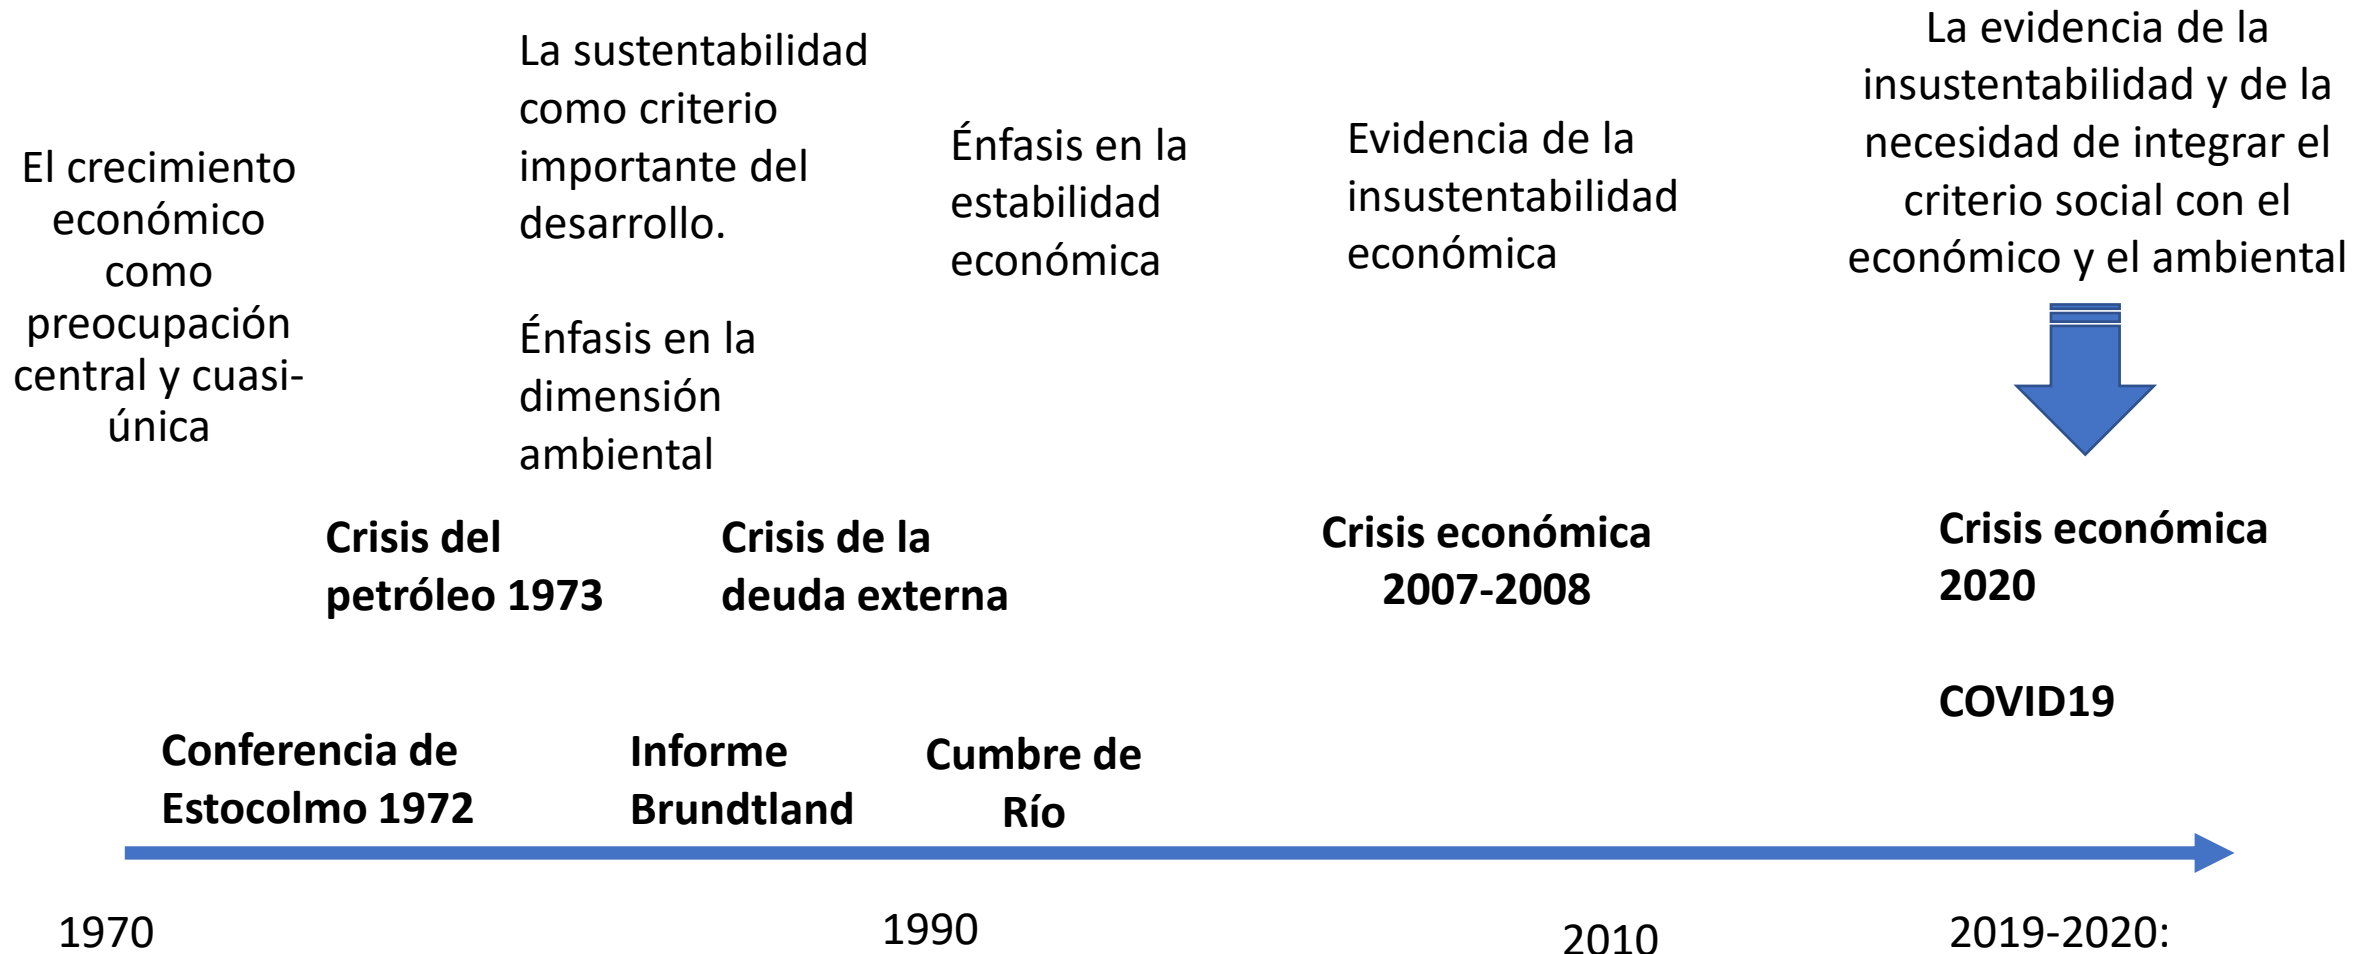 El crecimiento
económico
como
preocupación
central y cuasi-
única
La sustentabilidad
como criterio
importante del
desarrollo.
Énfasis en la
dimensión
ambiental
Énfasis en la
estabilidad
económica
Evidencia de la
insustentabilidad
económica
La evidencia de la
insustentabilidad y de la
necesidad de integrar el
criterio social con el
económico y el ambiental
Crisis del
petróleo 1973
Crisis de la
deuda externa
Crisis económica
2007-2008
Crisis económica
2020
COVID19
Conferencia de
Estocolmo 1972
Informe
Brundtland
Cumbre de
Río
1970
1990
2010
2019-2020: